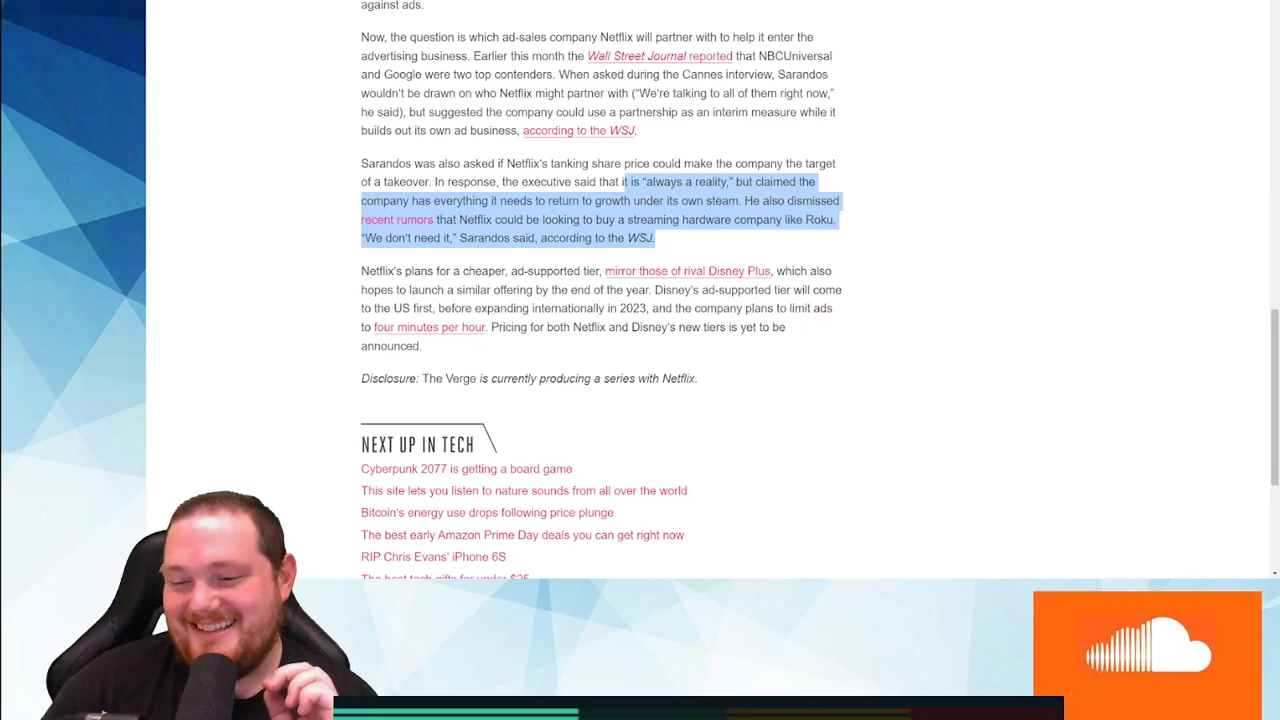 against ads.
Now, the question is which ad-sales company Netflix will partner with to help it enter the
advertising business. Earlier this month the Wall Street Journal reported that NBCUniversal
and Google were two top contenders. When asked during the Cannes interview, Sarandos
wouldn't be drawn on who Netflix might partner with (“We're talking to all of them right now,”
he said), but suggested the company could use a partnership as an interim measure while it
builds out its own ad business, according to the WSJ.
Sarandos was also asked if Netflix's tanking share price could make the company the target
of a takeover. In response, the executive said that it is “always a reality,” but claimed the
company has everything it needs to return to growth under its own steam. He also dismissed
recent rumors that Netflix could be looking to buy a streaming hardware company like Roku.
“We don't need it,” Sarandos said, according to the WSJ.
Netflix's plans for a cheaper, ad-supported tier, mirror those of rival Disney Plus, which also
hopes to launch a similar offering by the end of the year. Disney's ad-supported tier will come
to the US first, before expanding internationally in 2023, and the company plans to limit ads
to four minutes per hour. Pricing for both Netflix and Disney's new tiers is yet to be
announced.
Disclosure: The Verge is currently producing a series with Netflix.
NEXT UP IN TECH
Cyberpunk 2077 is getting a board game
This site lets you listen to nature sounds from all over the world
Bitcoin's energy use drops following price plunge
The best early Amazon Prime Day deals you can get right now
RIP Chris Evans' iPhone 6S
The best tech gifts for under $25